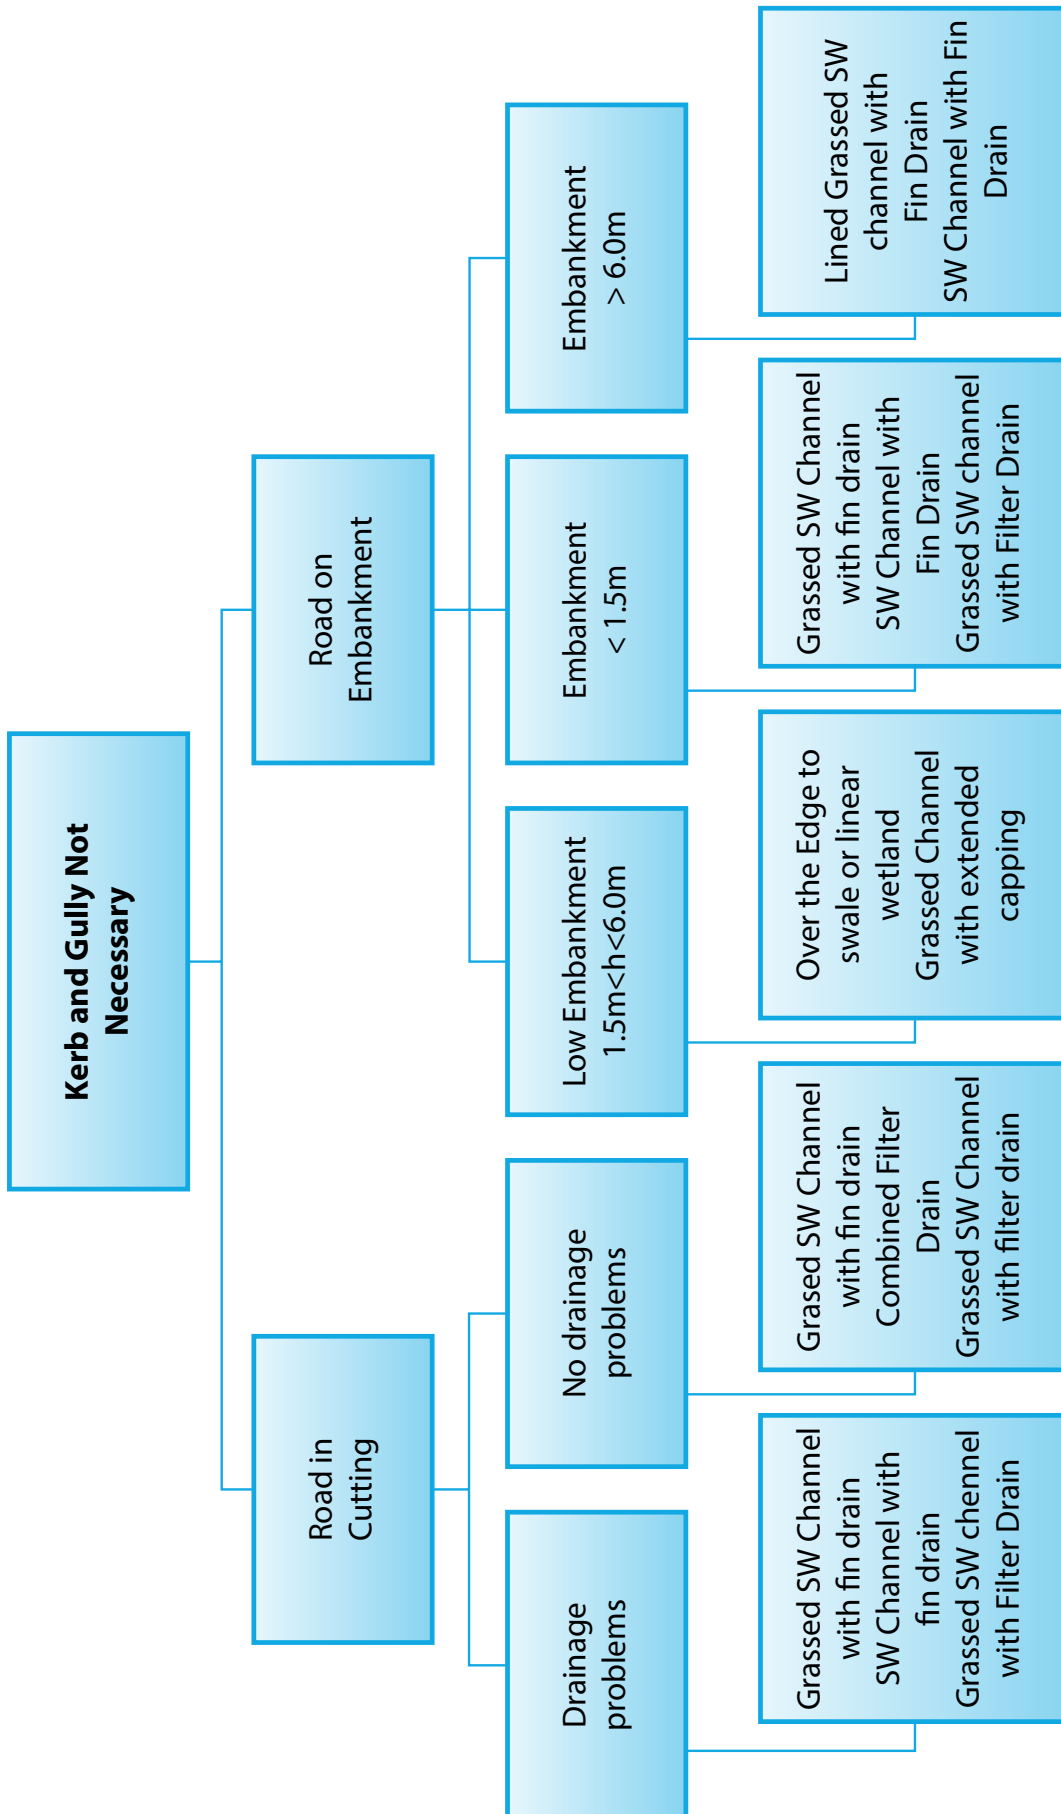 Kerb and Gully Not
Necessary
Road in
Cutting
Road on
Embankment
Drainage
problems
No drainage
problems
Low Embankment
1.5m<h<6.0m
Embankment
< 1.5m
Embankment
> 6.0m
Grassed SW Channel
with fin drain
SW Channel with
fin drain
Grassed SW chennel
with Filter Drain
Grased SW Channel
with fin drain
Combined Filter
Drain
Grassed SW Channel
with filter drain
Over the Edge to
swale or linear
wetland
Grassed Channel
with extended
capping
Grassed SW Channel
with fin drain
SW Channel with
Fin Drain
Grassed SW channel
with Filter Drain
Lined Grassed SW
channel with
Fin Drain
SW Channel with Fin
Drain